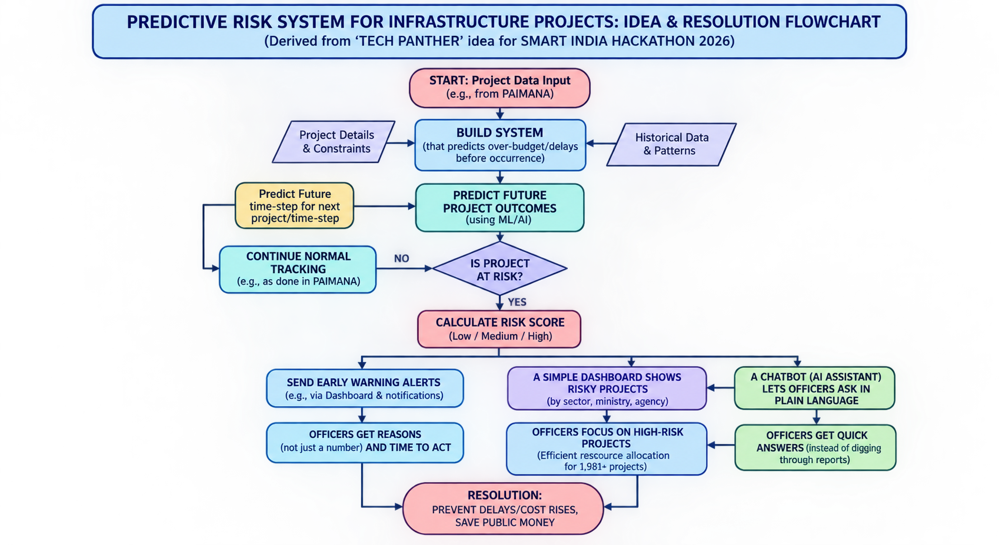 PREDICTIVE RISK SYSTEM FOR INFRASTRUCTURE PROJECTS: IDEA & RESOLUTION FLOWCHART
(Derived from ‘TECH PANTHER’ idea for SMART INDIA HACKATHON 2026)
START: Project Data Input
(e.g., from PAIMANA)
Project Details
& Constraints
BUILD SYSTEM
(that predicts over-budget/delays
before occurrence)
Historical Data
& Patterns
Predict Future
time-step for next
project/time-step
PREDICT FUTURE
PROJECT OUTCOMES
(using ML/AI)
CONTINUE NORMAL
TRACKING
(e.g., as done in PAIMANA)
NO
IS PROJECT
AT RISK?
YES
CALCULATE RISK SCORE
(Low / Medium / High)
SEND EARLY WARNING ALERTS
(e.g., via Dashboard & notifications)
A SIMPLE DASHBOARD SHOWS
RISKY PROJECTS
(by sector, ministry, agency)
A CHATBOT (AI ASSISTANT)
LETS OFFICERS ASK IN
PLAIN LANGUAGE
OFFICERS GET REASONS
(not just a number) AND TIME TO ACT
OFFICERS FOCUS ON HIGH-RISK
PROJECTS
(Efficient rescource allocation
for 1,981+ projects)
OFFICERS GET QUICK
ANSWERS (instead of digging
through reports)
RESOLUTION:
PREVENT DELAYS/COST RISES,
SAVE PUBLIC MONEY